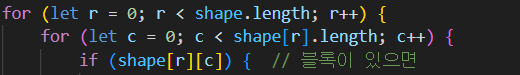 for (let r = 0; r < shape.length; r++) {
    for (let c = 0; c < shape[r].length; c++) {
        if (shape[r][c]) {  // 블록이 있으면